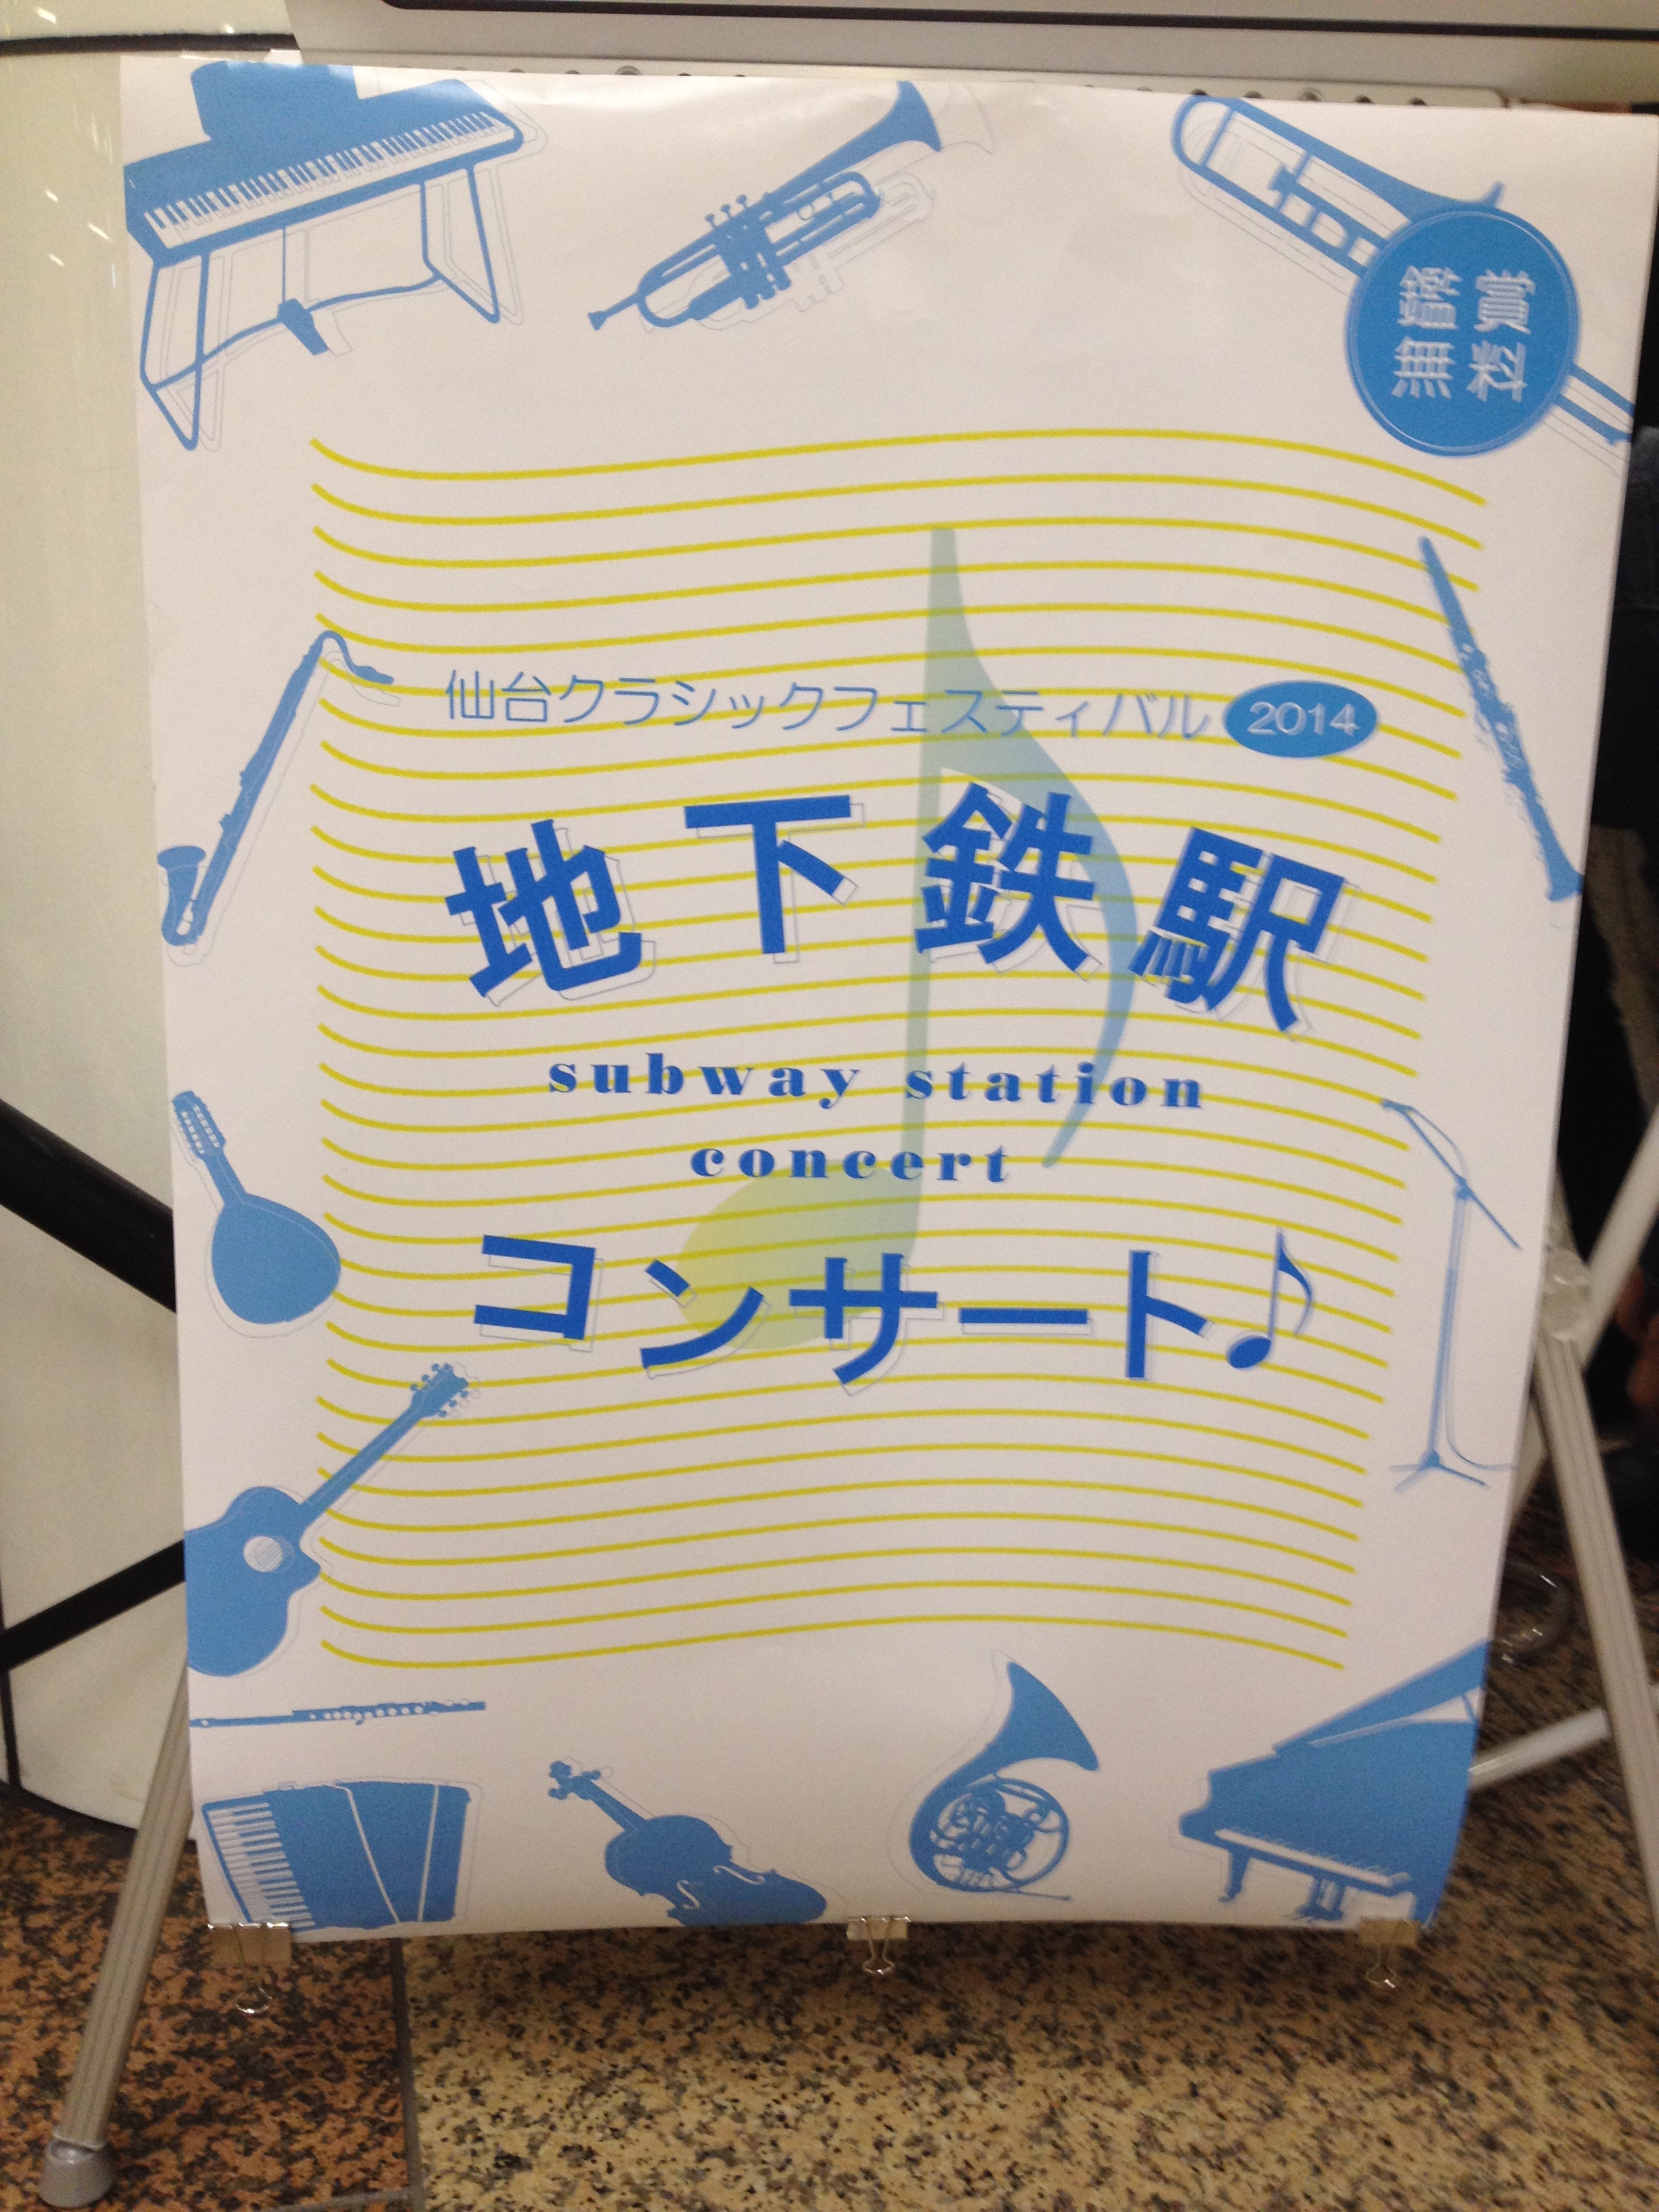 鑑賞
無料
仙台クラシックフェスティバル 2014
地下鉄駅
subway station
concert
コンサート♪